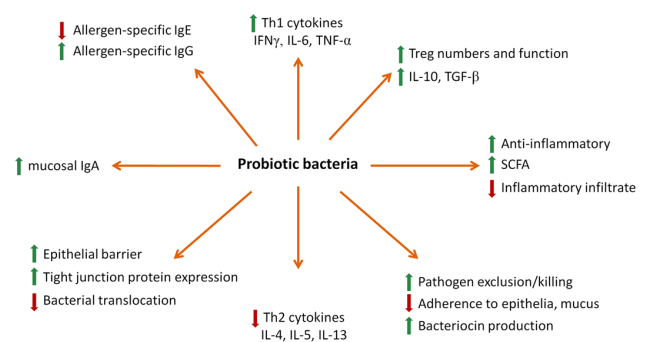 Allergen-specific IgE
Allergen-specific IgG
Th1 cytokines
IFNγ, IL-6, TNF-α
Treg numbers and function
IL-10, TGF-β
mucosal IgA
Probiotic bacteria
Anti-inflammatory
SCFA
Inflammatory infiltrate
Epithelial barrier
Tight junction protein expression
Bacterial translocation
Th2 cytokines
IL-4, IL-5, IL-13
Pathogen exclusion/killing
Adherence to epithelia, mucus
Bacteriocin production